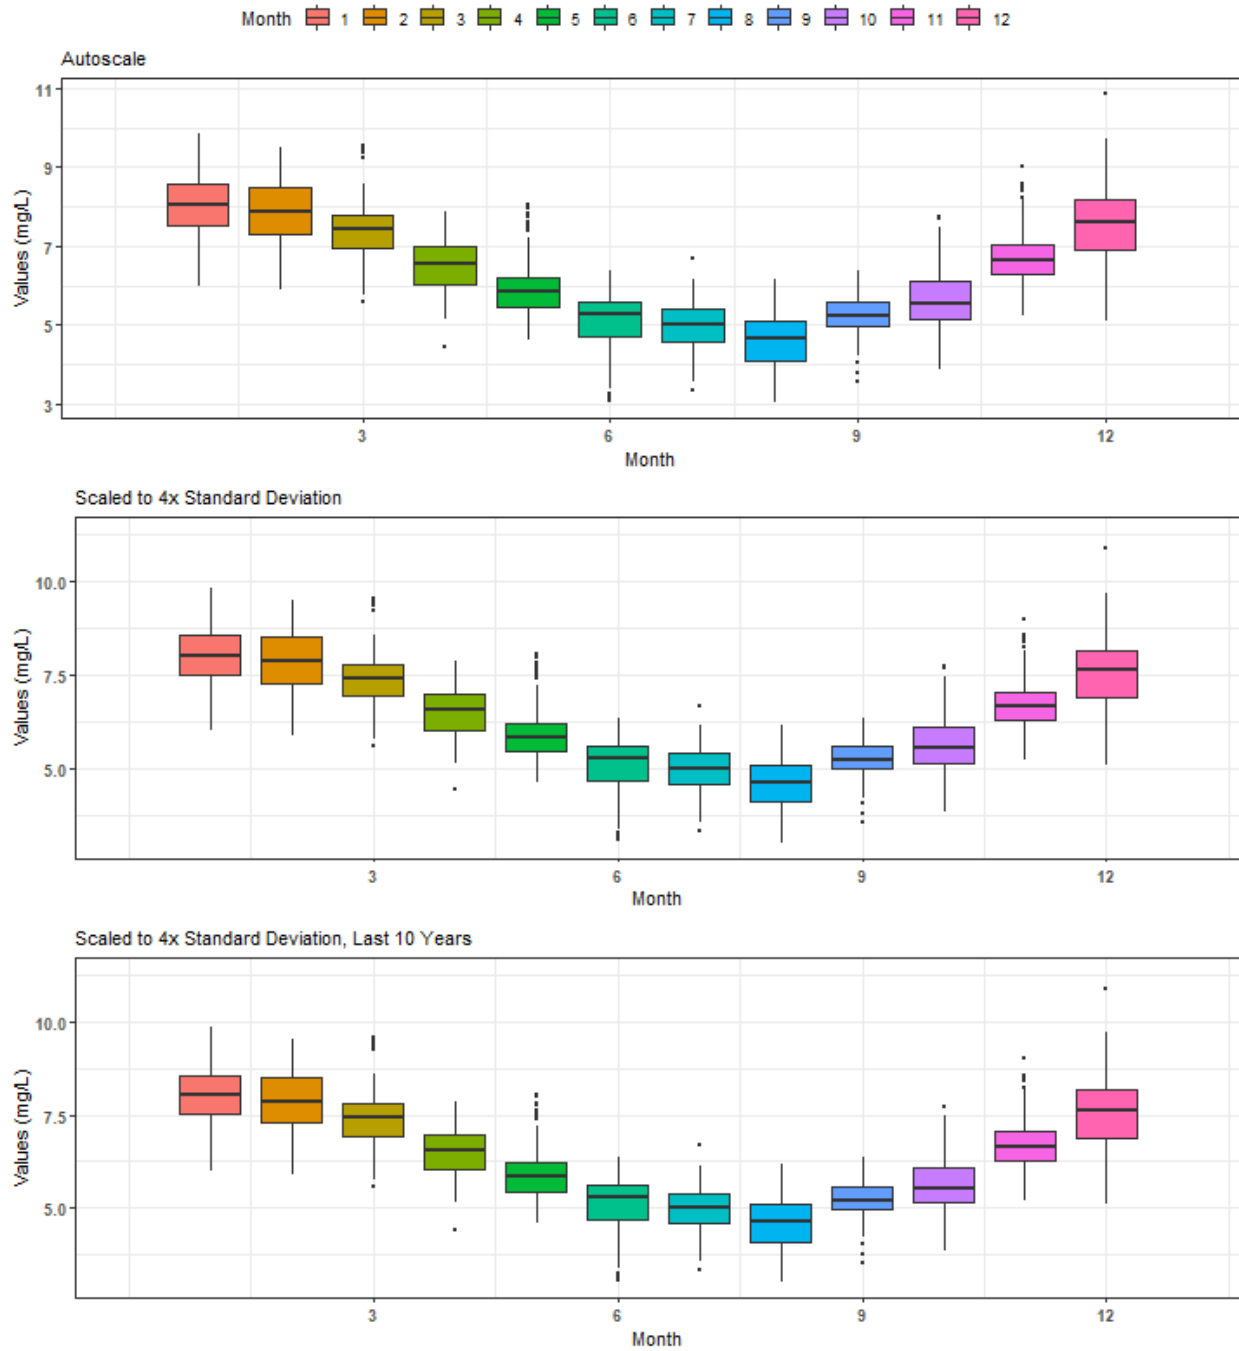 Month 1 2 3 4 5 6 7 8 9 10 11 12
Autoscale
Values (mg/L)
11
9
7
5
3
3 6 9 12
Month
Scaled to 4x Standard Deviation
Values (mg/L)
10.0
7.5
5.0
3 6 9 12
Month
Scaled to 4x Standard Deviation, Last 10 Years
Values (mg/L)
10.0
7.5
5.0
3 6 9 12
Month